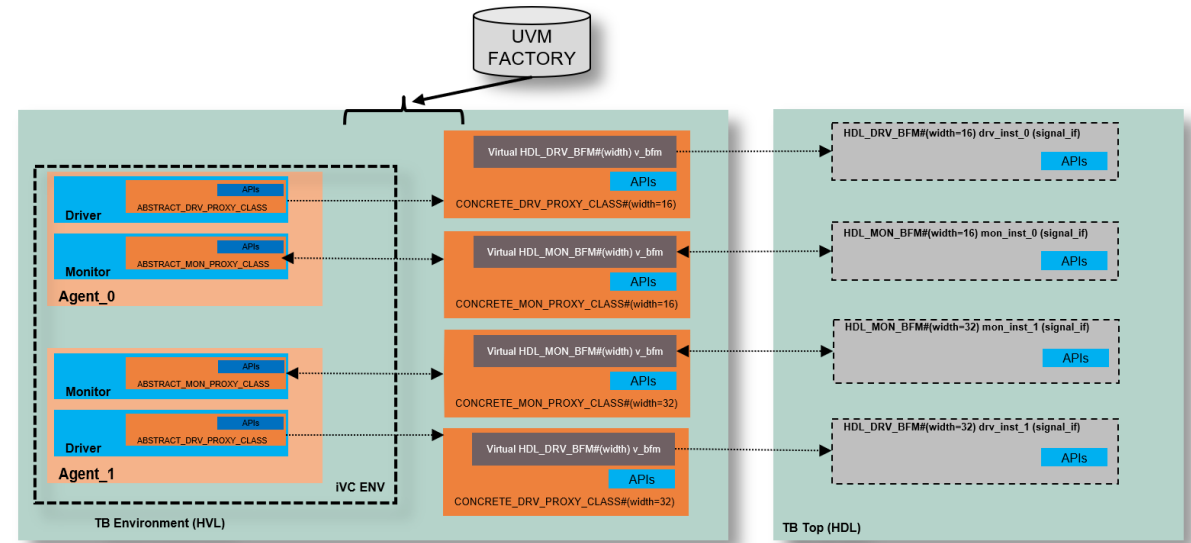 UVM
FACTORY
APIs
ABSTRACT_DRV_PROXY_CLASS
Driver
APIs
ABSTRACT_MON_PROXY_CLASS
Monitor
Agent_0
APIs
ABSTRACT_MON_PROXY_CLASS
Monitor
APIs
ABSTRACT_DRV_PROXY_CLASS
Driver
Agent_1
iVC ENV
TB Environment (HVL)
Virtual HDL_DRV_BFM#(width) v_bfm
APIs
CONCRETE_DRV_PROXY_CLASS#(width=16)
Virtual HDL_MON_BFM#(width) v_bfm
APIs
CONCRETE_MON_PROXY_CLASS#(width=16)
Virtual HDL_MON_BFM#(width) v_bfm
APIs
CONCRETE_MON_PROXY_CLASS#(width=32)
Virtual HDL_DRV_BFM#(width) v_bfm
APIs
CONCRETE_DRV_PROXY_CLASS#(width=32)
HDL_DRV_BFM#(width=16) drv_inst_0 (signal_if)
APIs
HDL_MON_BFM#(width=16) mon_inst_0 (signal_if)
APIs
HDL_MON_BFM#(width=32) mon_inst_1 (signal_if)
APIs
HDL_DRV_BFM#(width=32) drv_inst_1 (signal_if)
APIs
TB Top (HDL)